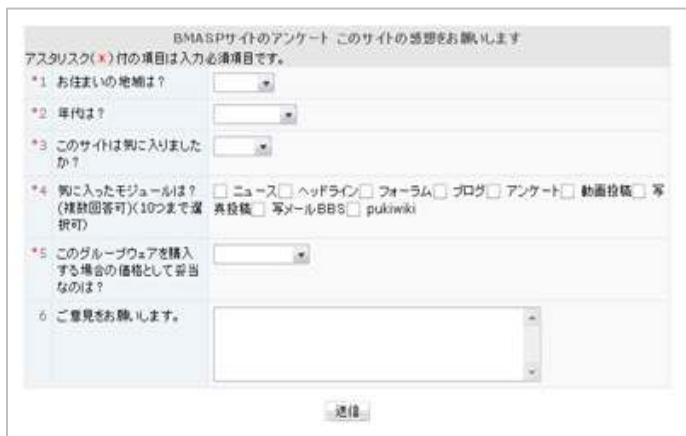 BMASPサイトのアンケート このサイトの感想をお願いします
アスタリスク(*)付の項目は入力必須項目です。
*1 お住まいの地域は?
*2 年代は?
*3 このサイトは気に入りました
か?
*4 気に入ったモジュールは? ニュース ヘッドライン フォーラム ブログ アンケート 動画投稿 写
(複数回答可)(10つまで選 真投稿 写メールBBS pukiwiki
択可)
*5 このグループウェアを購入
する場合の価格として妥当
なのは?
6 ご意見をお願いします。
送信